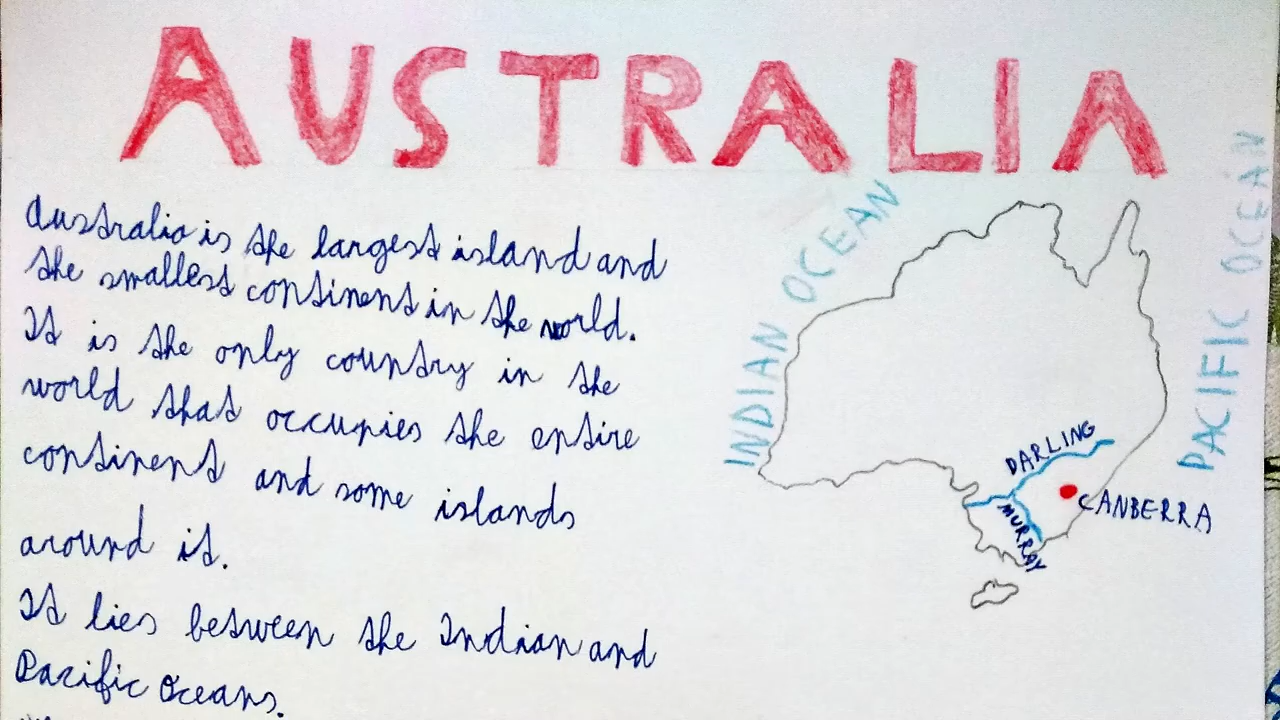 AUSTRALIA
Australia is the largest island and
the smallest continent in the world.
It is the only country in the
world that occupies the entire
continent and some islands
around it.
It lies between the Indian and
Pacific Oceans.
INDIAN OCEAN
PACIFIC OCEAN
DARLING
CANBERRA
MURRAY